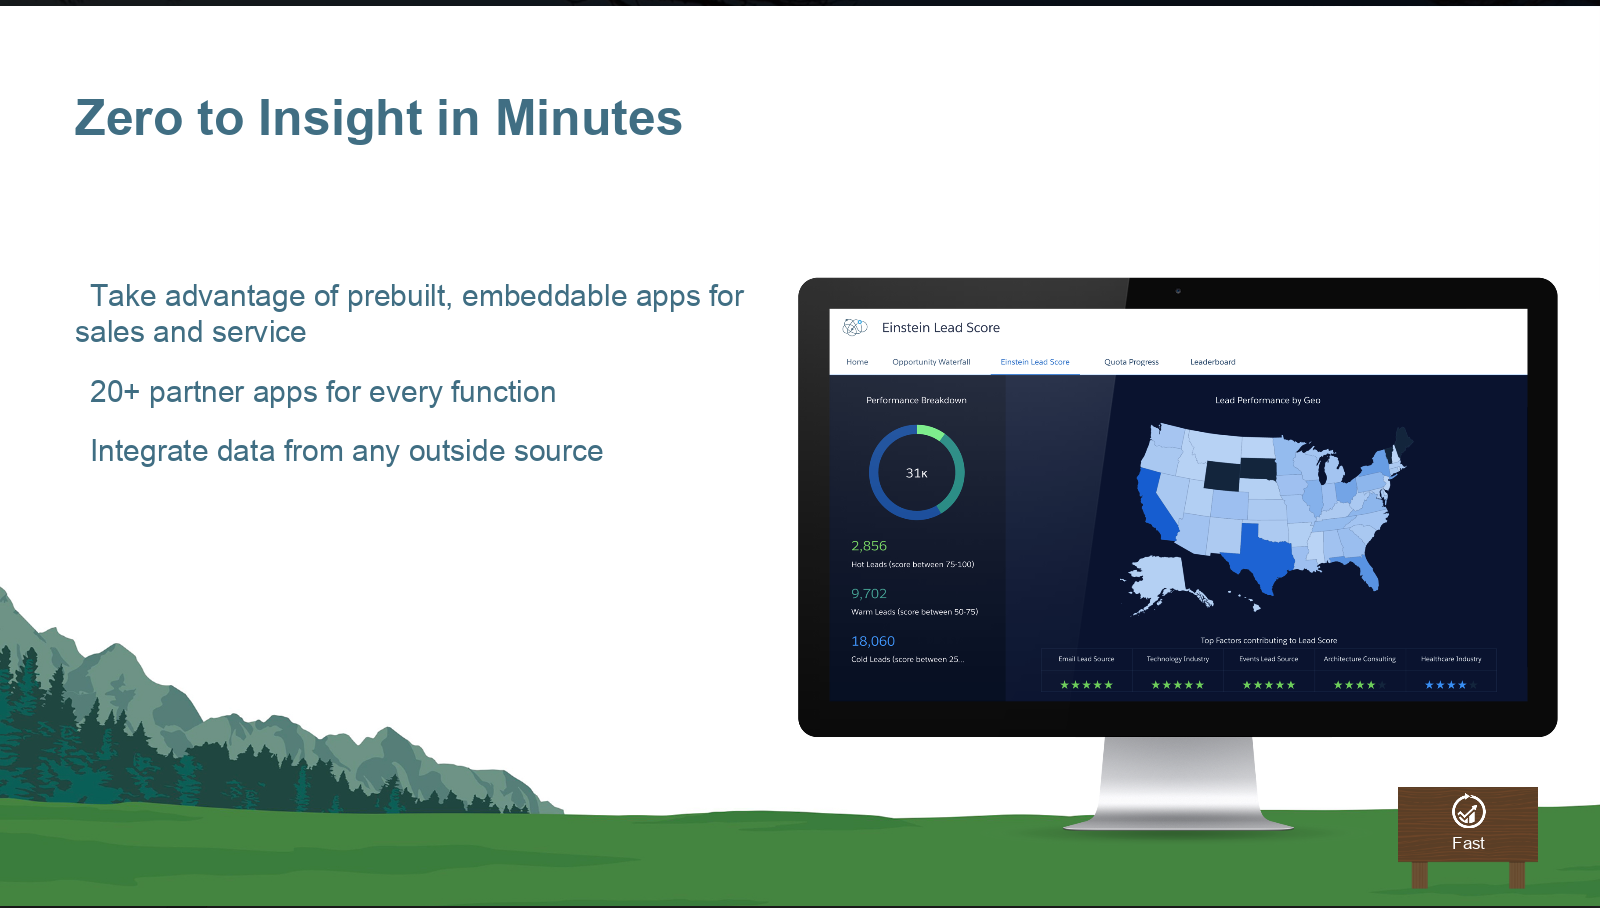 Zero to Insight in Minutes
Take advantage of prebuilt, embeddable apps for
sales and service
20+ partner apps for every function
Integrate data from any outside source
Einstein Lead Score
Home Opportunity Waterfall Einstein Lead Score Quota Progress Leaderboard
Performance Breakdown
31K
2,856
Hot Leads (score between 75-100)
9,702
Warm Leads (score between 50-75)
18,060
Cold Leads (score between 25...
Lead Performance by Geo
Top Factors contributing to Lead Score
Email Lead Source Technology Industry Events Lead Source Architecture Consulting Healthcare Industry
Fast